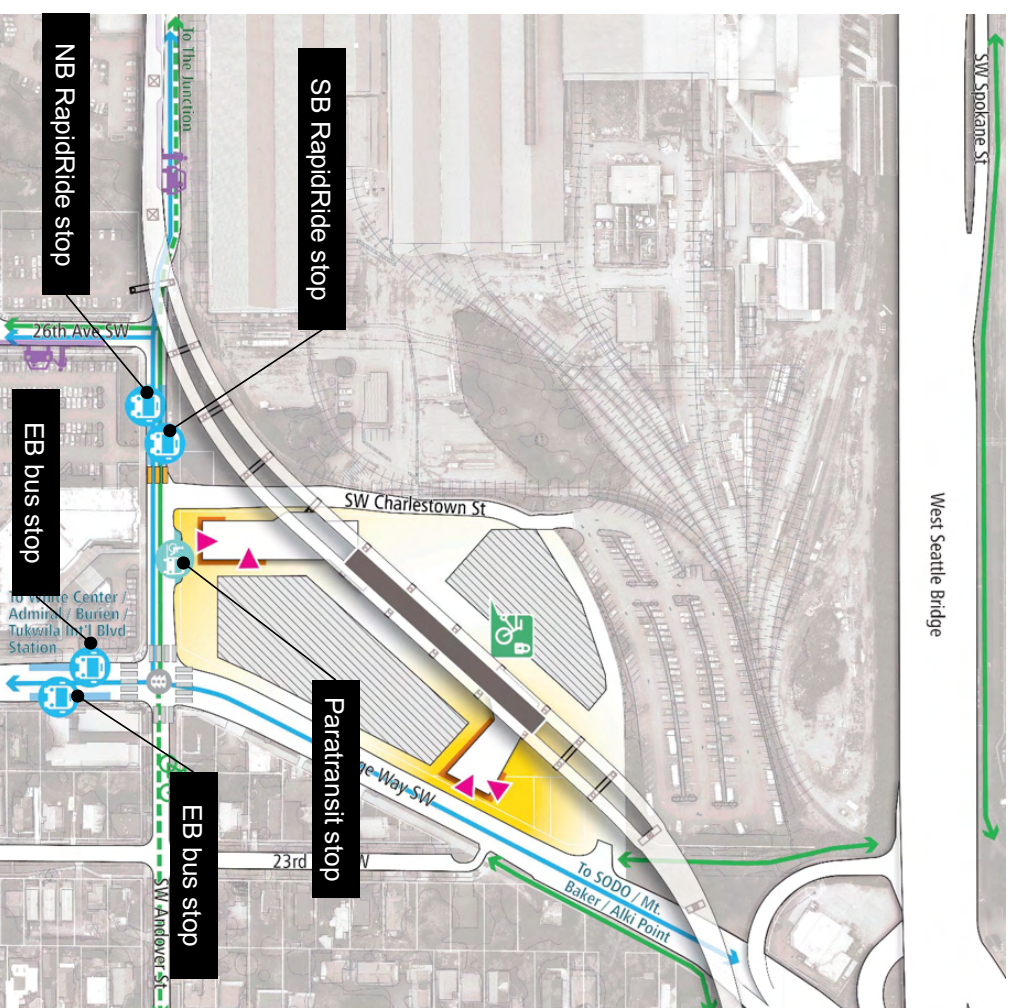 To The Junction
NB RapidRide stop
SB RapidRide stop
SW Spokane St
26th Ave SW
EB bus stop
SW Charlestown St
West Seattle Bridge
To White Center /
Admiral / Burien /
Tukwila Int'l Blvd
Station
Paratransit stop
Way SW
EB bus stop
23rd
To SODO / Mt.
Baker / Alki Point
SW Andover St